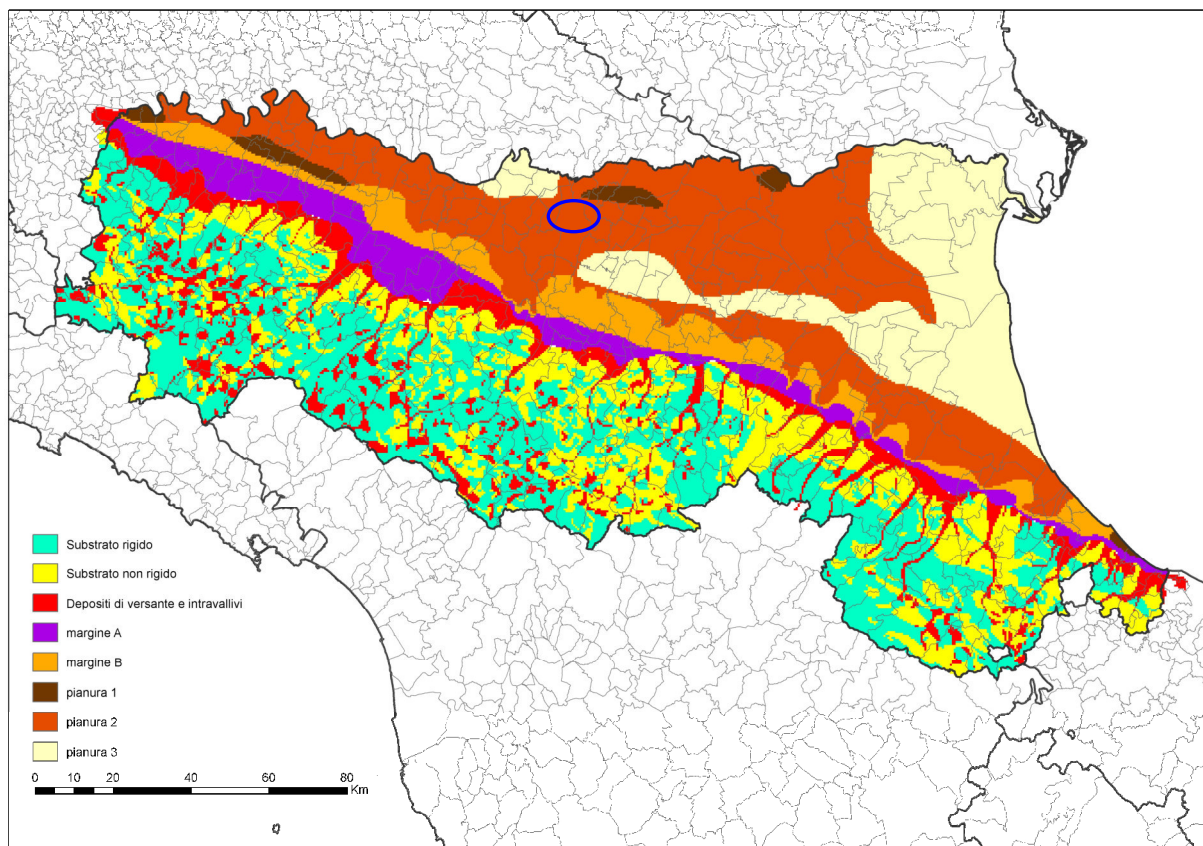 Substrato rigido
Substrato non rigido
Depositi di versante e intravallivi
margine A
margine B
pianura 1
pianura 2
pianura 3
0 10 20 40 60 80
Km